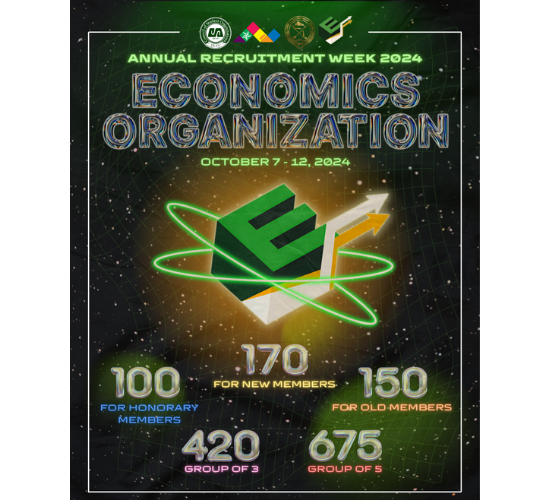 ANNUAL RECRUITMENT WEEK 2024
ECONOMICS
ORGANIZATION
OCTOBER 7 - 12, 2024
170
FOR NEW MEMBERS
100
FOR HONORARY
MEMBERS
150
FOR OLD MEMBERS
420
GROUP OF 3
675
GROUP OF 5